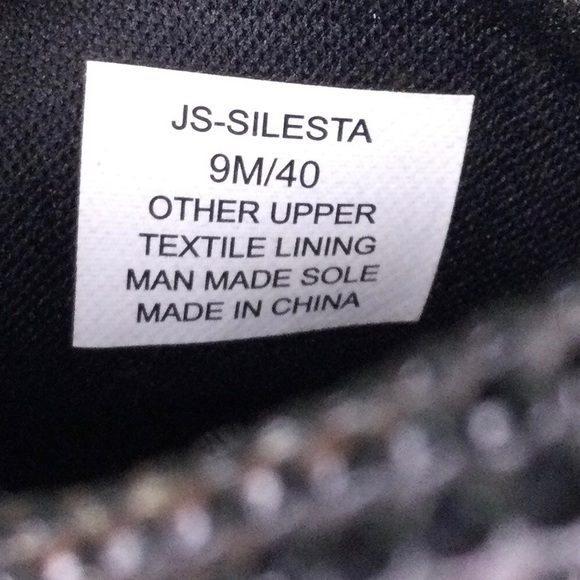 JS-SILESTA
9M/40
OTHER UPPER
TEXTILE LINING
MAN MADE SOLE
MADE IN CHINA